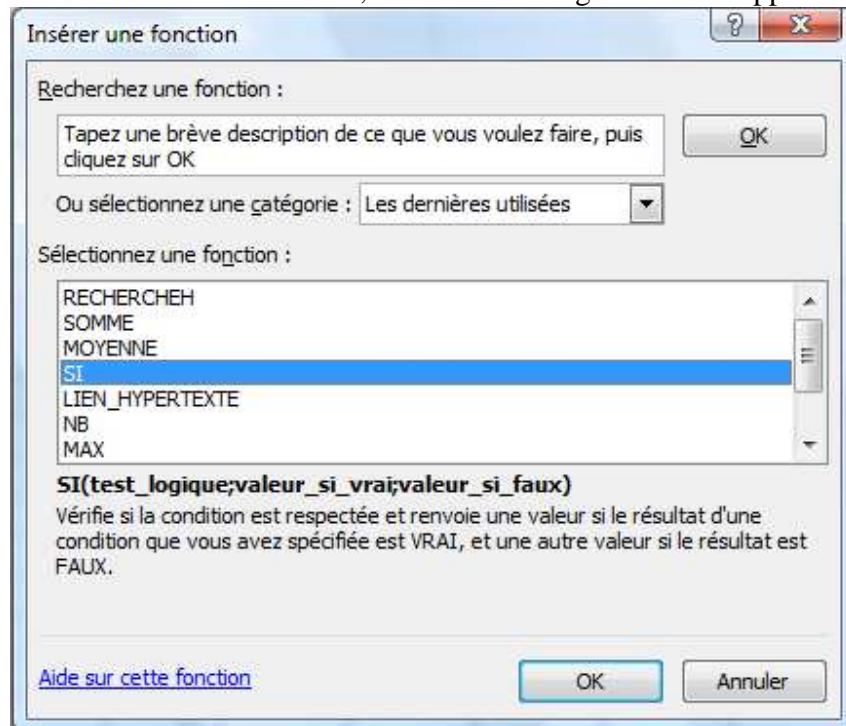 Insérer une fonction
Recherchez une fonction :
Tapez une brève description de ce que vous voulez faire, puis
cliquez sur OK
OK
Ou sélectionnez une catégorie : Les dernières utilisées
Sélectionnez une fonction :
RECHERCHEH
SOMME
MOYENNE
SI
LIEN_HYPERTEXTE
NB
MAX
SI(test_logique;valeur_si_vrai;valeur_si_faux)
Vérifie si la condition est respectée et renvoie une valeur si le résultat d'une
condition que vous avez spécifiée est VRAI, et une autre valeur si le résultat est
FAUX.
Aide sur cette fonction OK Annuler